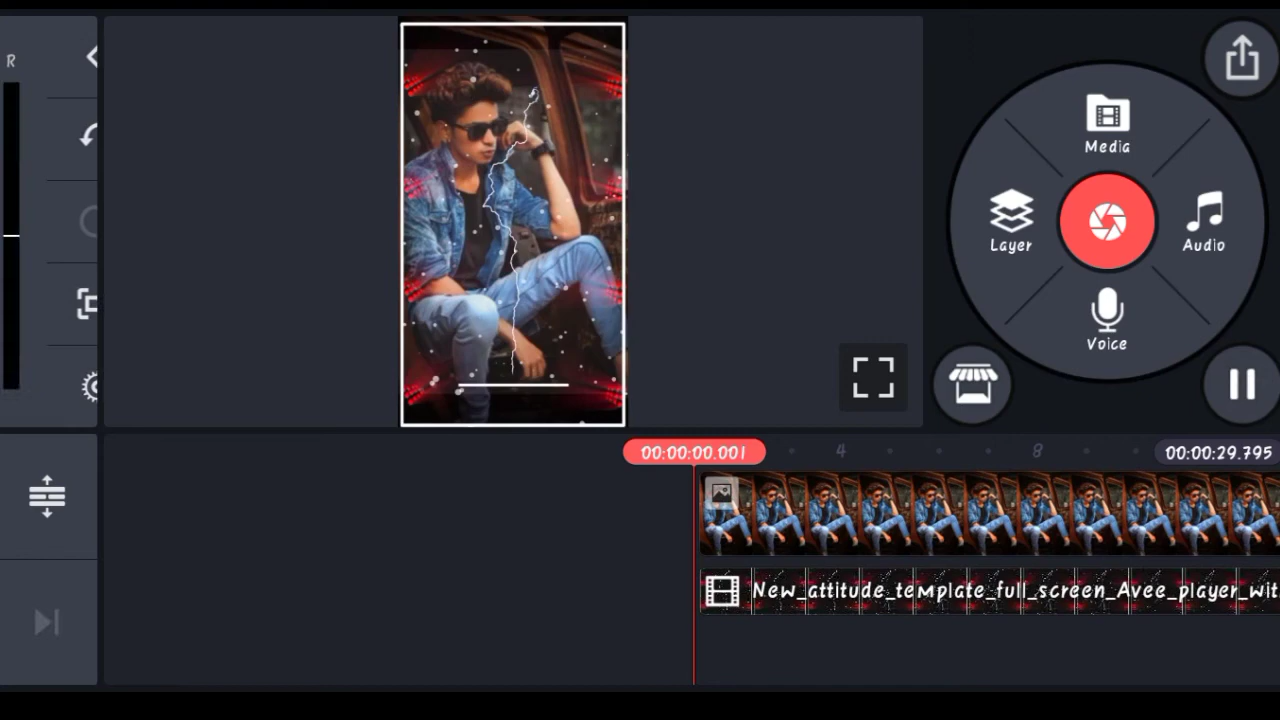 R
Media
Layer
Audio
Voice
00:00:00.001
4
8
00:00:29.795
New_attitude_template_full_screen_Avee_player_wit